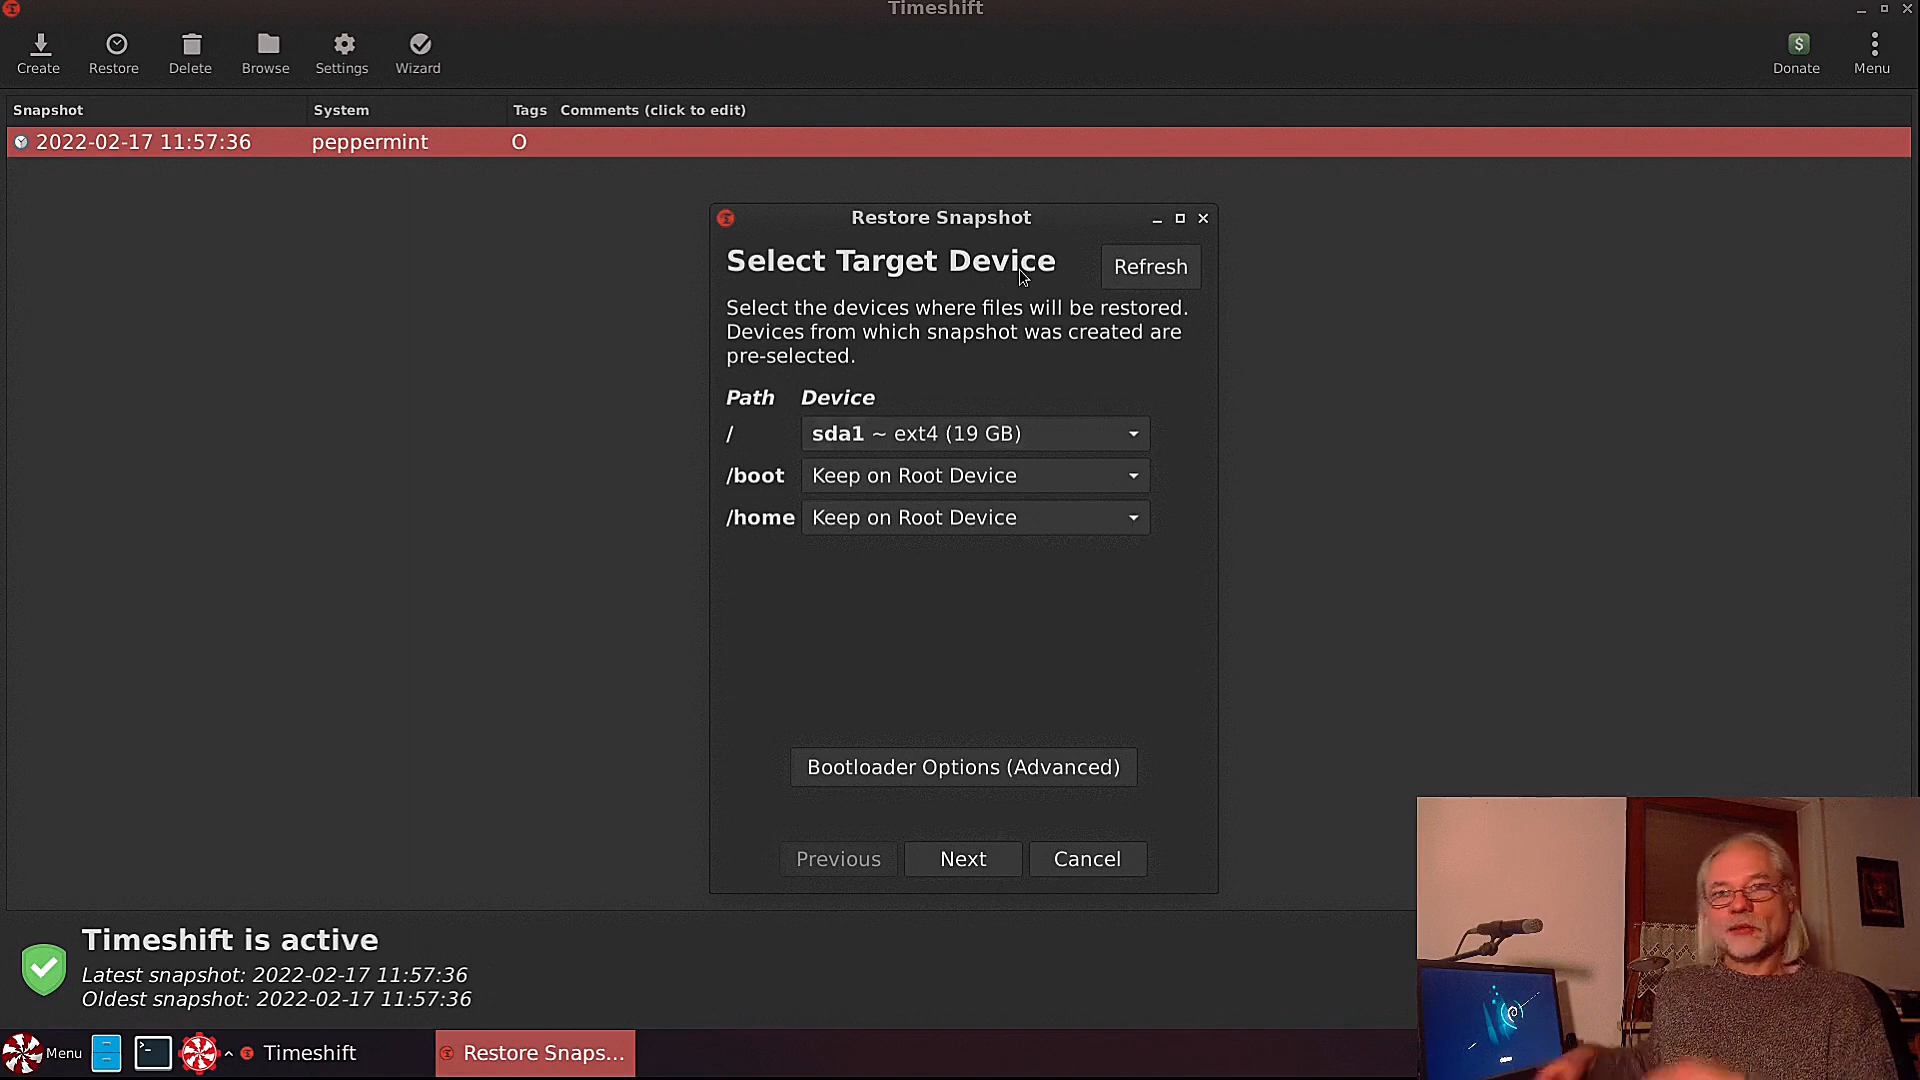 Timeshift
Create Restore Delete Browse Settings Wizard Donate Menu
Snapshot System Tags Comments (click to edit)
2022-02-17 11:57:36 peppermint O
Restore Snapshot
Select Target Device
Refresh
Select the devices where files will be restored.
Devices from which snapshot was created are
pre-selected.
Path Device
/ sda1 ~ ext4 (19 GB)
/boot Keep on Root Device
/home Keep on Root Device
Bootloader Options (Advanced)
Previous Next Cancel
Timeshift is active
Latest snapshot: 2022-02-17 11:57:36
Oldest snapshot: 2022-02-17 11:57:36
Menu Timeshift Restore Snaps...